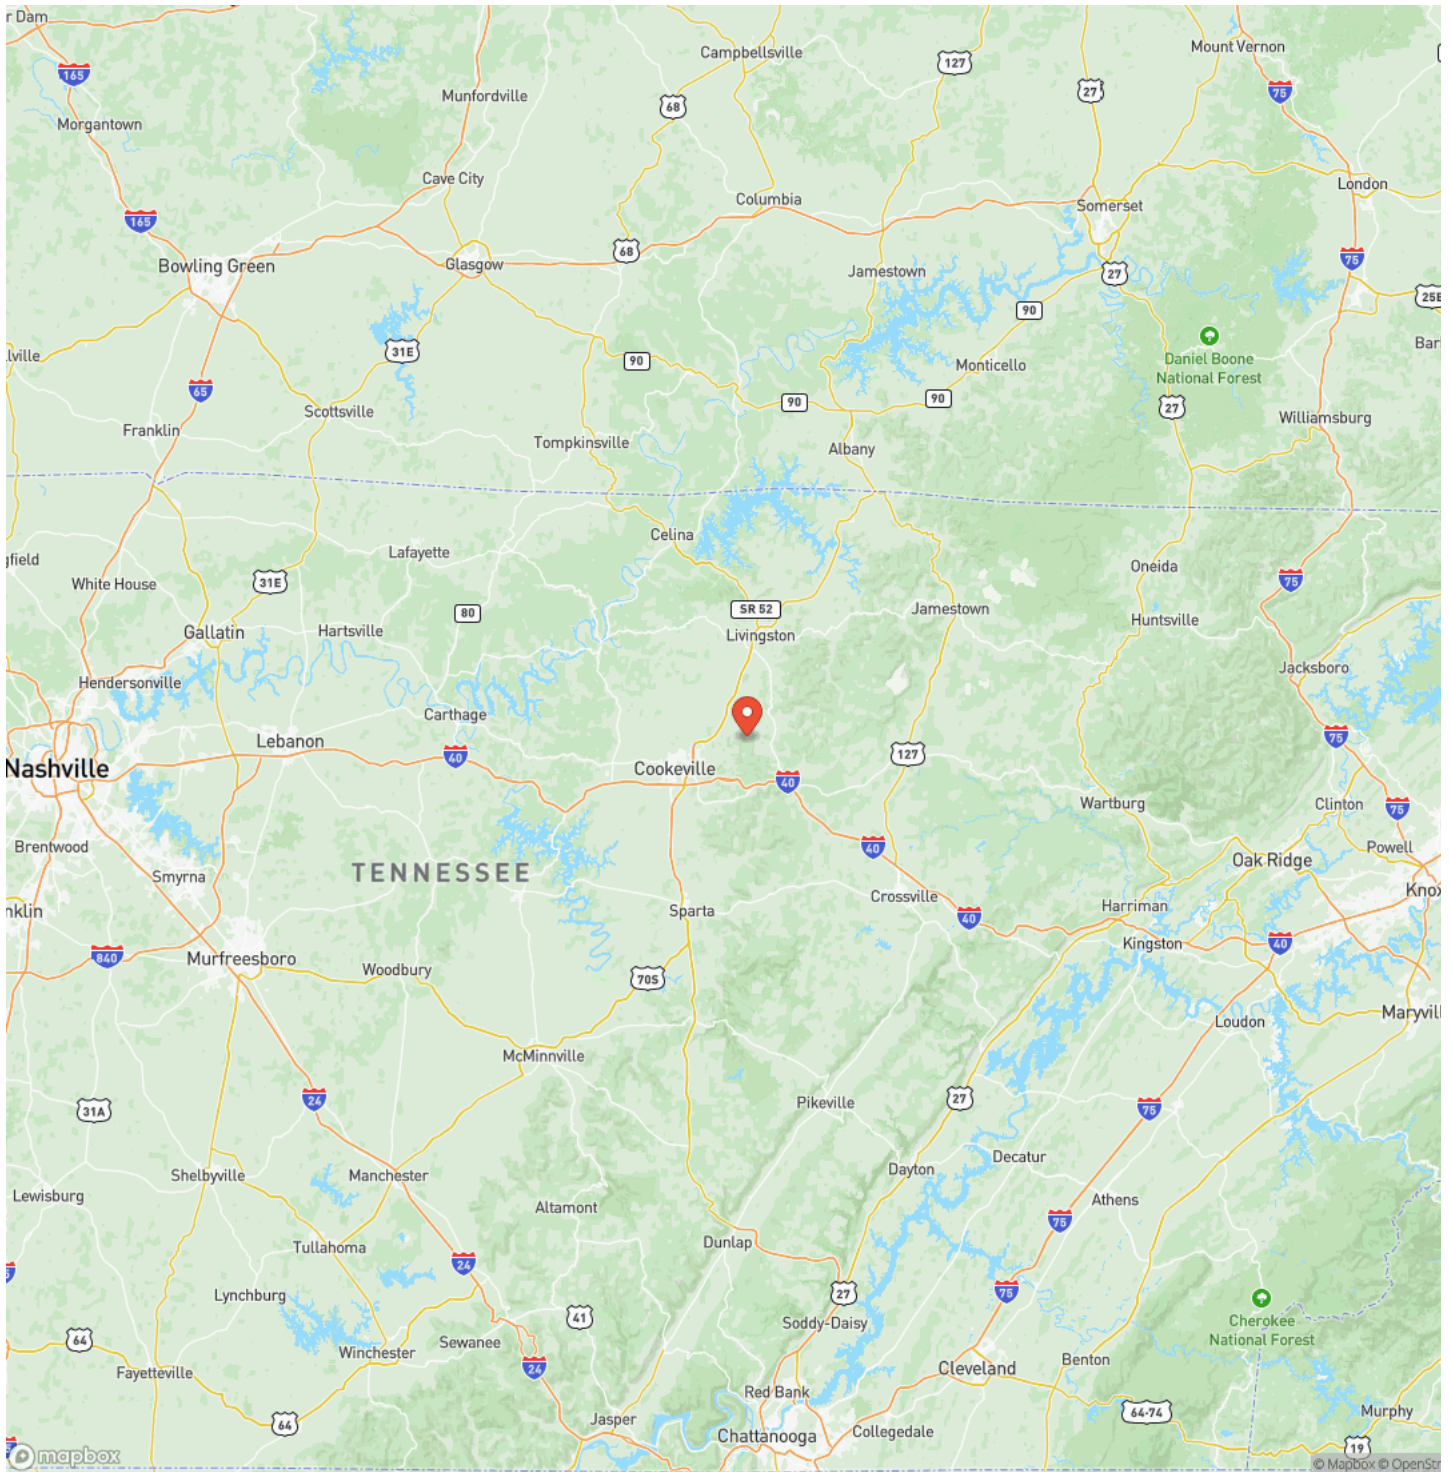 r Dam
Campbellsville
Mount Vernon
127
165
27
75
Munfordville
68
Morgantown
Cave City
London
Columbia
Somerset
165
68
75
Bowling Green
Glasgow
Jamestown
27
25E
90
31E
Daniel Boone
National Forest
lville
90
Monticello
Bar
65
90
90
27
Scottsville
Williamsburg
Franklin
Tompkinsville
Albany
Celina
Lafayette
gfield
Oneida
White House
31E
75
80
SR 52
Jamestown
Huntsville
Gallatin
Hartsville
Livingston
Jacksboro
Hendersonville
Carthage
75
Lebanon
40
127
Nashville
Cookeville
40
Wartburg
Clinton
75
Brentwood
40
Powell
Oak Ridge
TENNESSEE
Smyrna
Crossville
Knox
nklin
Sparta
40
Harriman
Kingston
40
840
Murfreesboro
Woodbury
70S
Maryvill
Loudon
McMinnville
31A
24
Pikeville
27
75
Decatur
Shelbyville
Manchester
Dayton
Lewisburg
Altamont
Athens
75
Tullahoma
Dunlap
24
75
Lynchburg
27
41
Soddy-Daisy
Cherokee
National Forest
64
Sewanee
Winchester
Fayetteville
24
Cleveland
Benton
Red Bank
64
Jasper
64-74
Murphy
Chattanooga
Collegedale
19
mapbox
© Mapbox © OpenStr